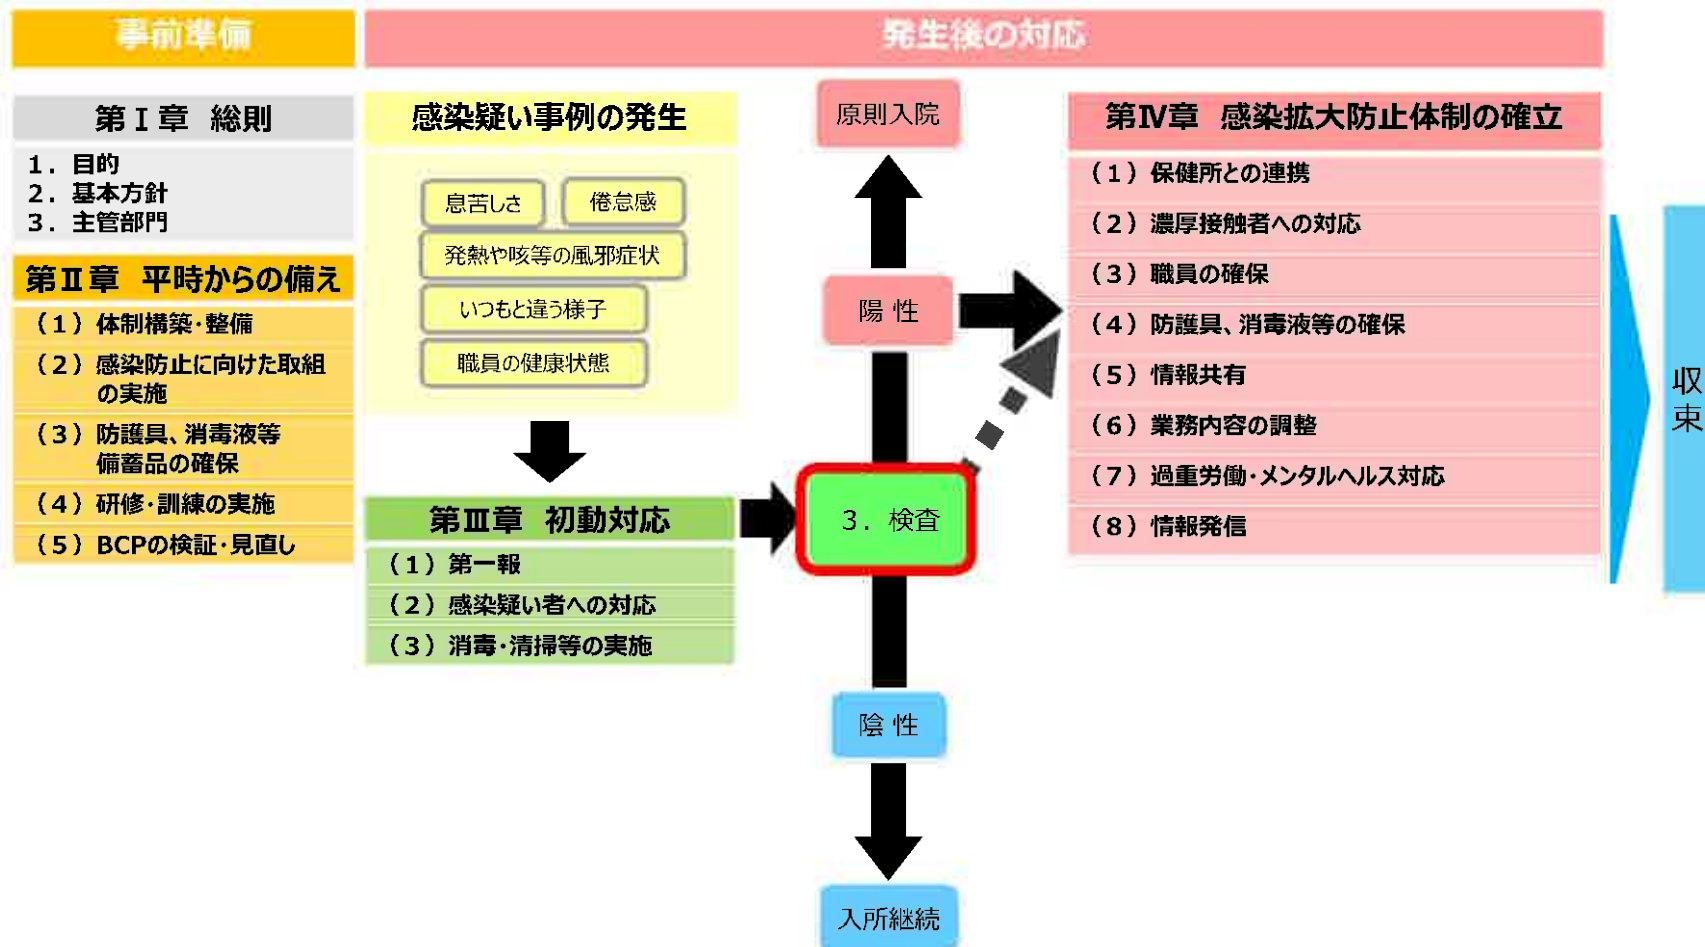 事前準備
発生後の対応
第Ⅰ章 総則
1. 目的
2. 基本方針
3. 主管部門
第Ⅱ章 平時からの備え
(1)体制構築・整備
(2)感染防止に向けた取組
の実施
(3)防護具、消毒液等
備蓄品の確保
(4)研修・訓練の実施
(5)BCPの検証・見直し
感染疑い事例の発生
息苦しさ
倦怠感
発熱や咳等の風邪症状
いつもと違う様子
職員の健康状態
第Ⅲ章 初動対応
(1)第一報
(2)感染疑い者への対応
(3)消毒・清掃等の実施
原則入院
陽性
3. 検査
陰性
入所継続
第Ⅳ章 感染拡大防止体制の確立
(1)保健所との連携
(2)濃厚接触者への対応
(3)職員の確保
(4)防護具、消毒液等の確保
(5)情報共有
(6)業務内容の調整
(7)過重労働・メンタルヘルス対応
(8)情報発信
収束